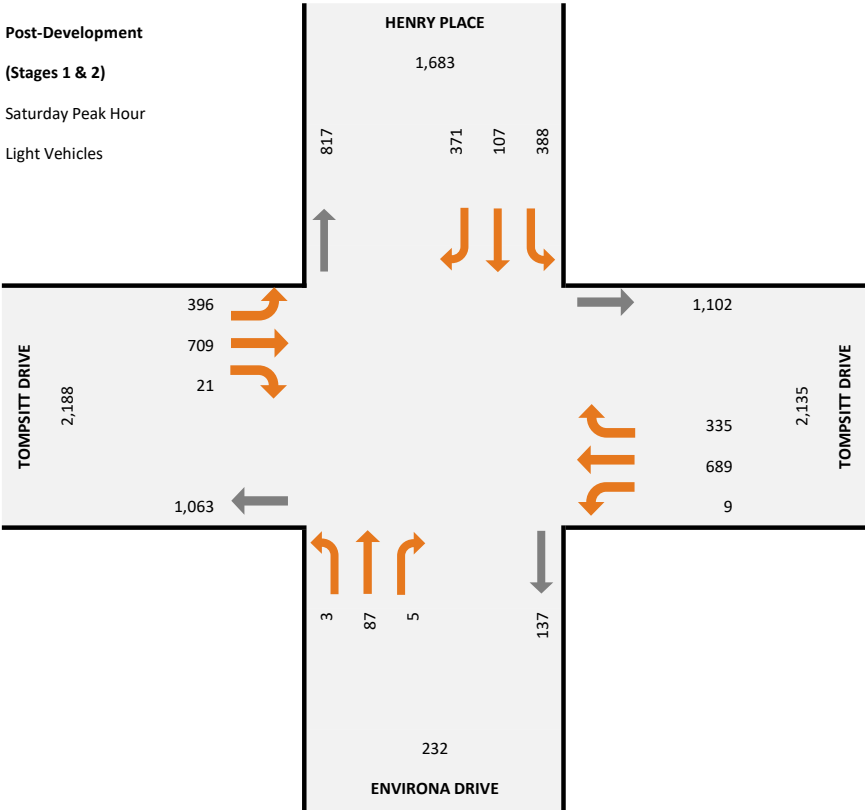 Post-Development
(Stages 1 & 2)
Saturday Peak Hour
Light Vehicles
HENRY PLACE
1,683
817
371
107
388
396
709
21
1,102
TOMPSITT DRIVE
2,188
335
689
9
2,135
TOMPSITT DRIVE
1,063
3
87
5
137
232
ENVIRONA DRIVE